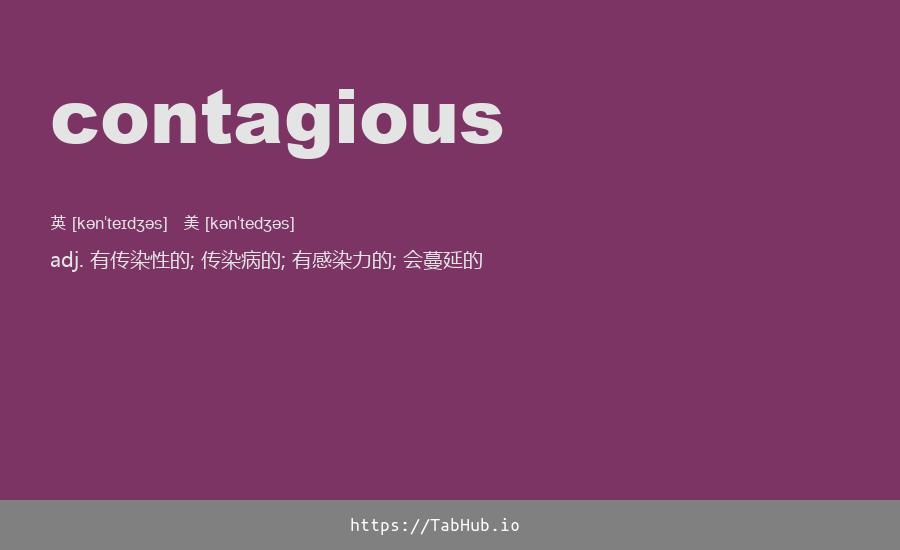 contagious
英 [kən'teɪdʒəs] 美 [kən'tedʒəs]
adj. 有传染性的; 传染病的; 有感染力的; 会蔓延的
https://TabHub.io